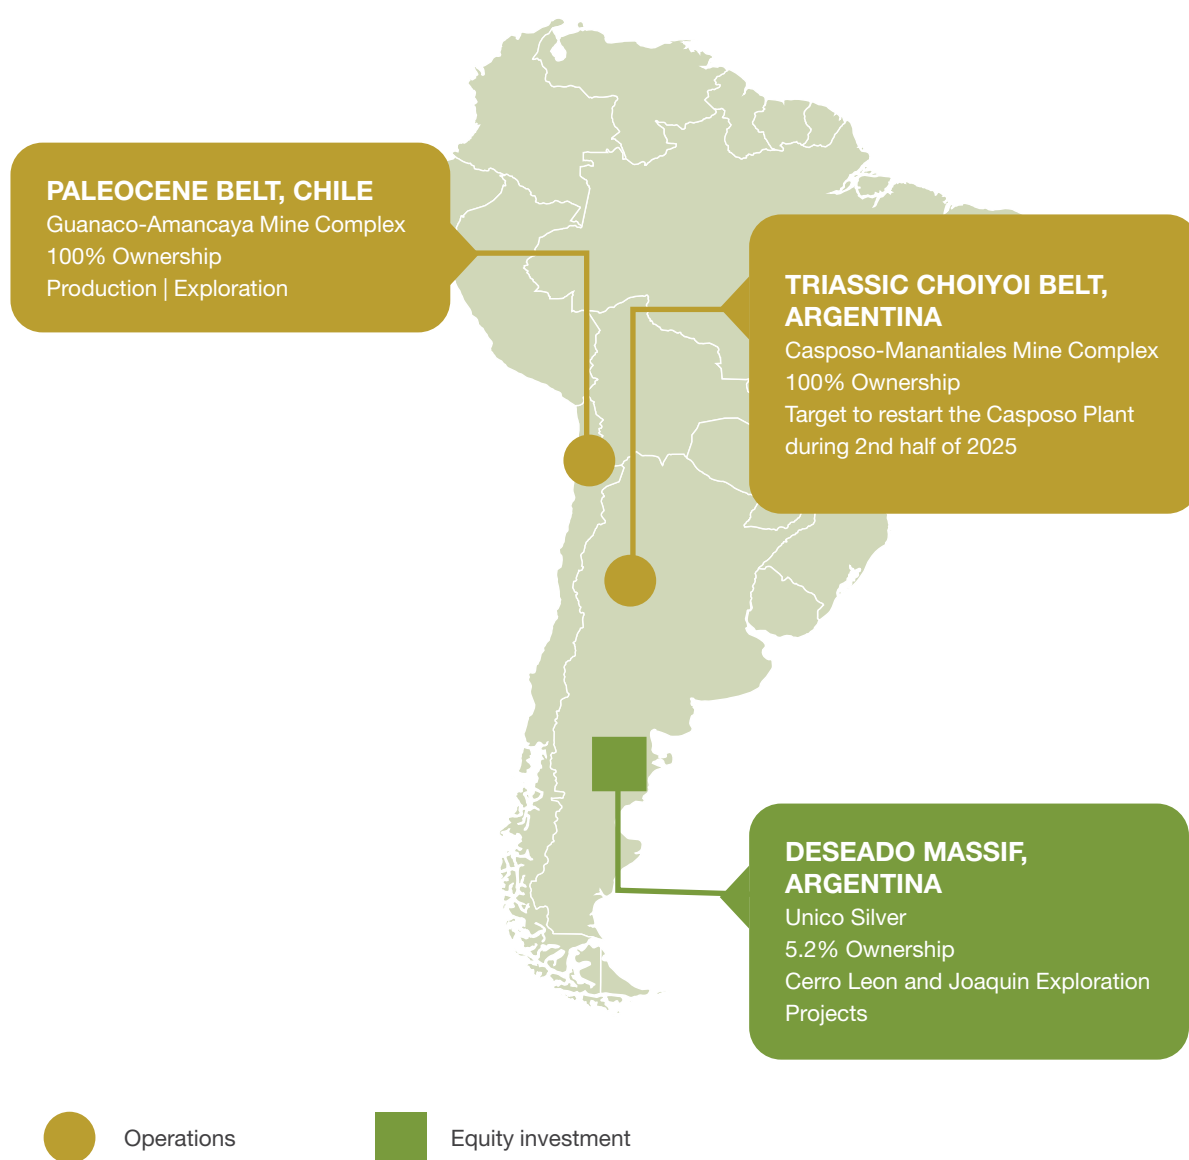 PALEOCENE BELT, CHILE
Guanaco-Amancaya Mine Complex
100% Ownership
Production | Exploration
TRIASSIC CHOIYOI BELT,
ARGENTINA
Casposo-Manantiales Mine Complex
100% Ownership
Target to restart the Casposo Plant
during 2nd half of 2025
DESEADO MASSIF,
ARGENTINA
Unico Silver
5.2% Ownership
Cerro Leon and Joaquin Exploration
Projects
Operations
Equity investment